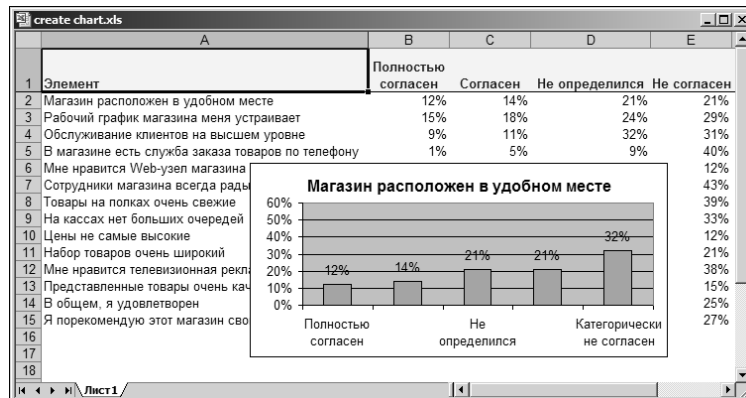 create chart.xls
A B C D E
1 Элемент Полностью согласен Согласен Не определился Не согласен
2 Магазин расположен в удобном месте 12% 14% 21% 21%
3 Рабочий график магазина меня устраивает 15% 18% 24% 29%
4 Обслуживание клиентов на высшем уровне 9% 11% 32% 31%
5 В магазине есть служба заказа товаров по телефону 1% 5% 9% 40%
6 Мне нравится Web-узел магазина 12%
7 Сотрудники магазина всегда рады 43%
8 Товары на полках очень свежие 39%
9 На кассах нет больших очередей 33%
10 Цены не самые высокие 12%
11 Набор товаров очень широкий 21%
12 Мне нравится телевизионная рекл 38%
13 Представленные товары очень кач 15%
14 В общем, я удовлетворен 25%
15 Я порекомендую этот магазин сво 27%
16
17
18
Магазин расположен в удобном месте
60%
50%
40%
30%
20%
10%
0%
12% 14% 21% 21% 32%
Полностью согласен
Не определился
Категорически не согласен
Лист1